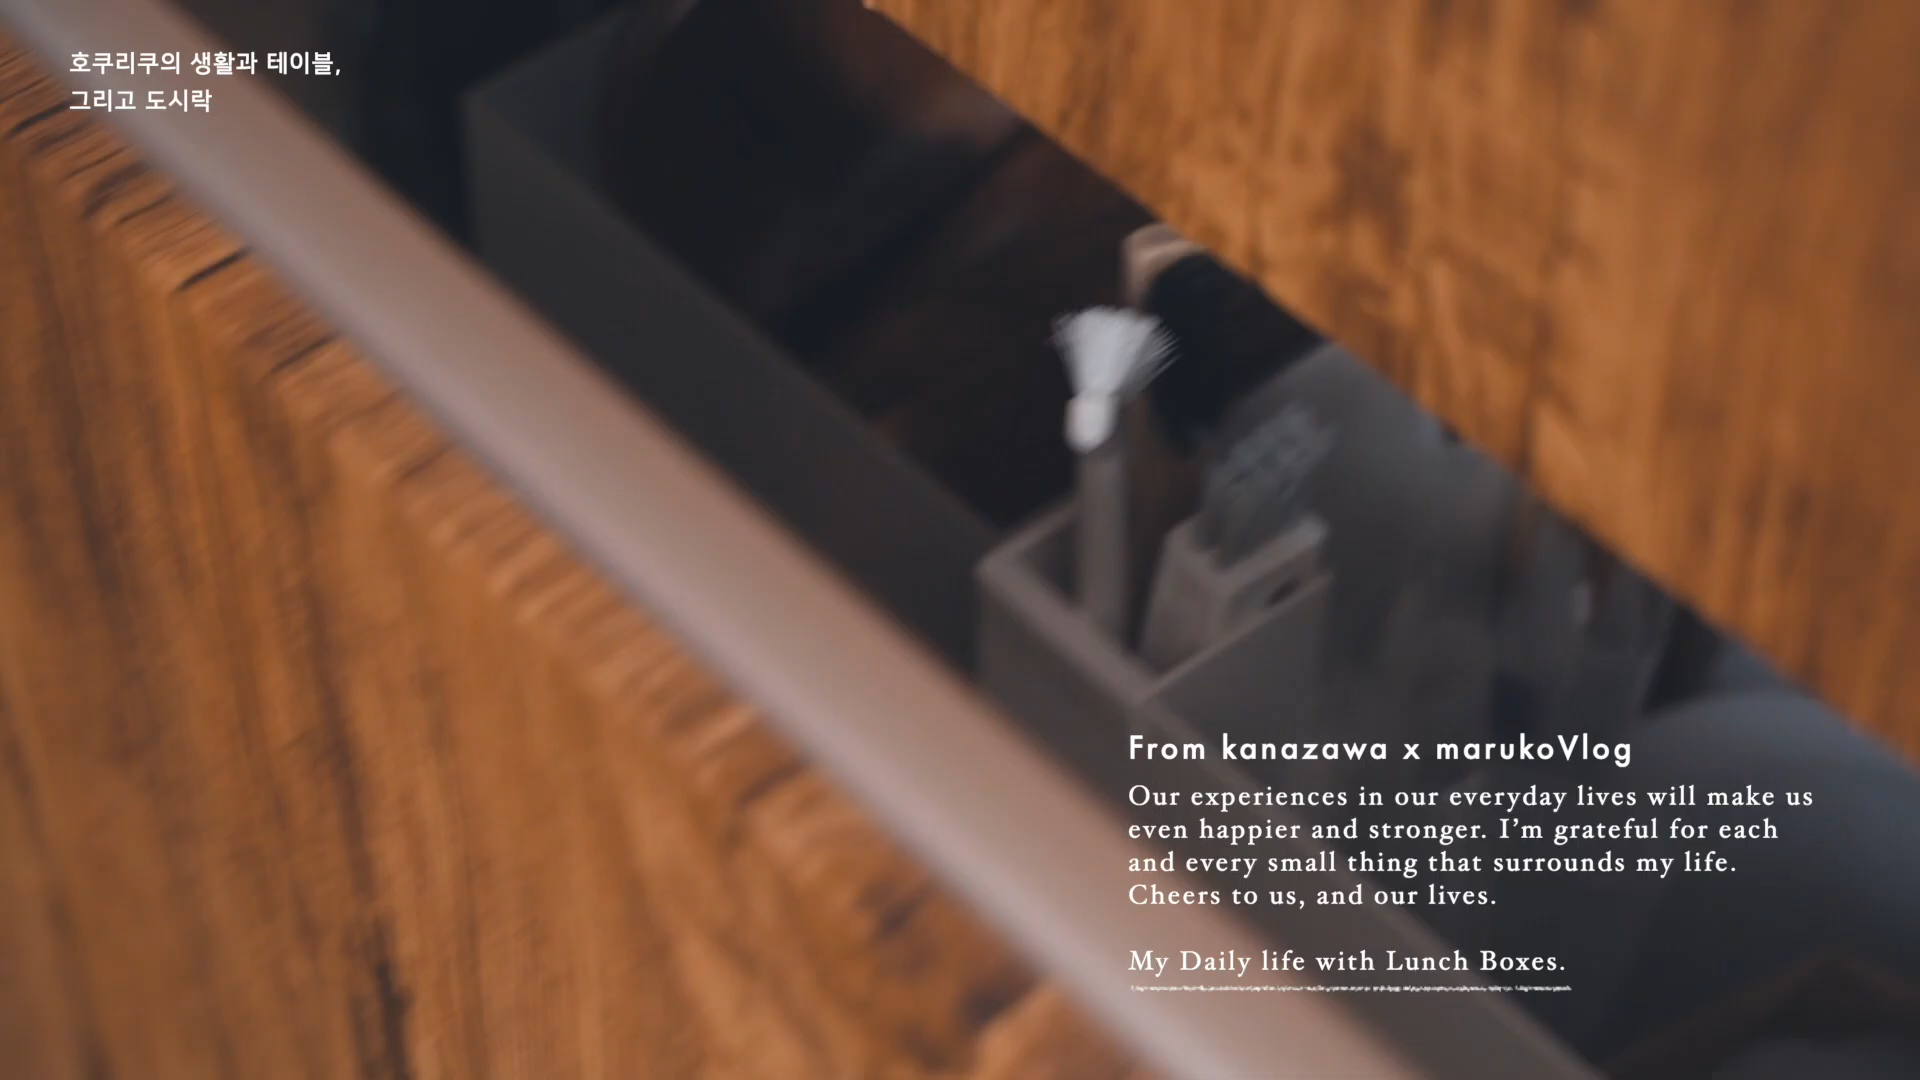 호쿠리쿠의 생활과 테이블,
그리고 도시락
From kanazawa x marukoVlog
Our experiences in our everyday lives will make us
even happier and stronger. I’m grateful for each
and every small thing that surrounds my life.
Cheers to us, and our lives.
My Daily life with Lunch Boxes.